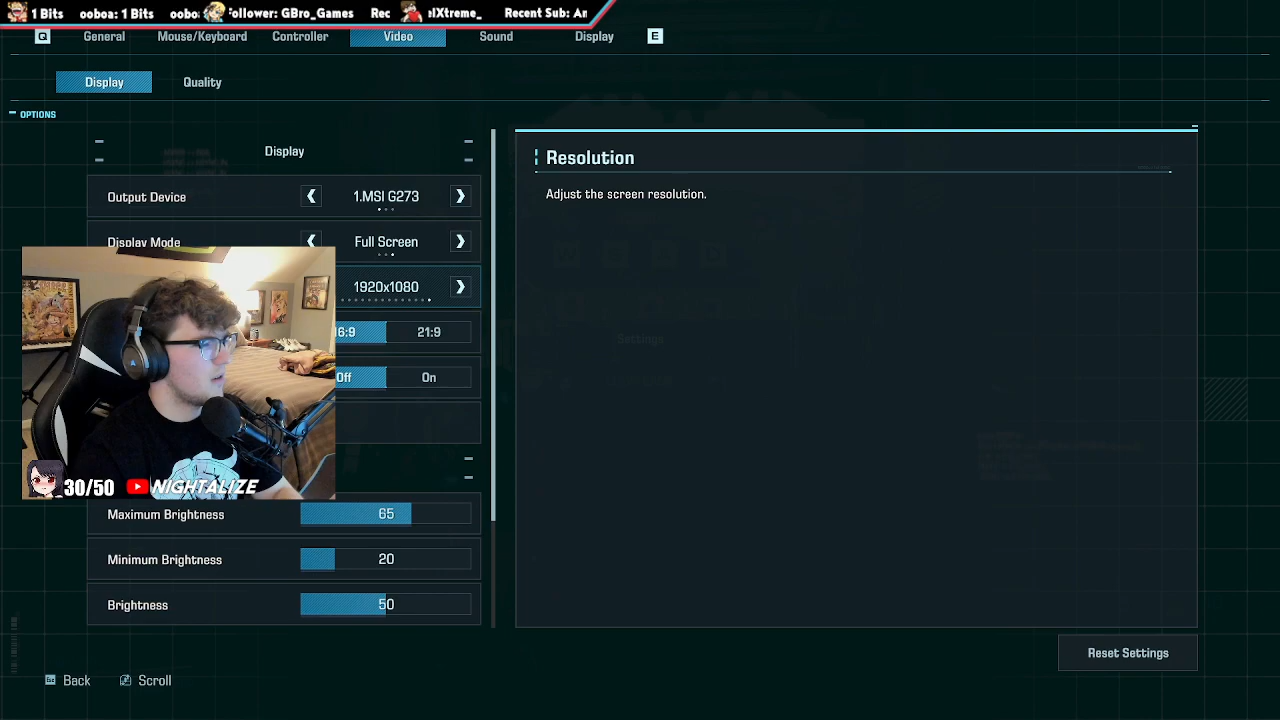 1 Bits ooboa: 1 Bits ooboa Follower: GBro_Games Rec elXtreme_ Recent Sub: An
Q General Mouse/Keyboard Controller Video Sound Display E
Display Quality
OPTIONS
Display
Output Device 1.MSI G273
Display Mode Full Screen
1920x1080
16:9 21:9
Off On
Maximum Brightness 65
Minimum Brightness 20
Brightness 50
Resolution
Adjust the screen resolution.
Settings
30/50 NIGHTALIZE
Reset Settings
Back Scroll